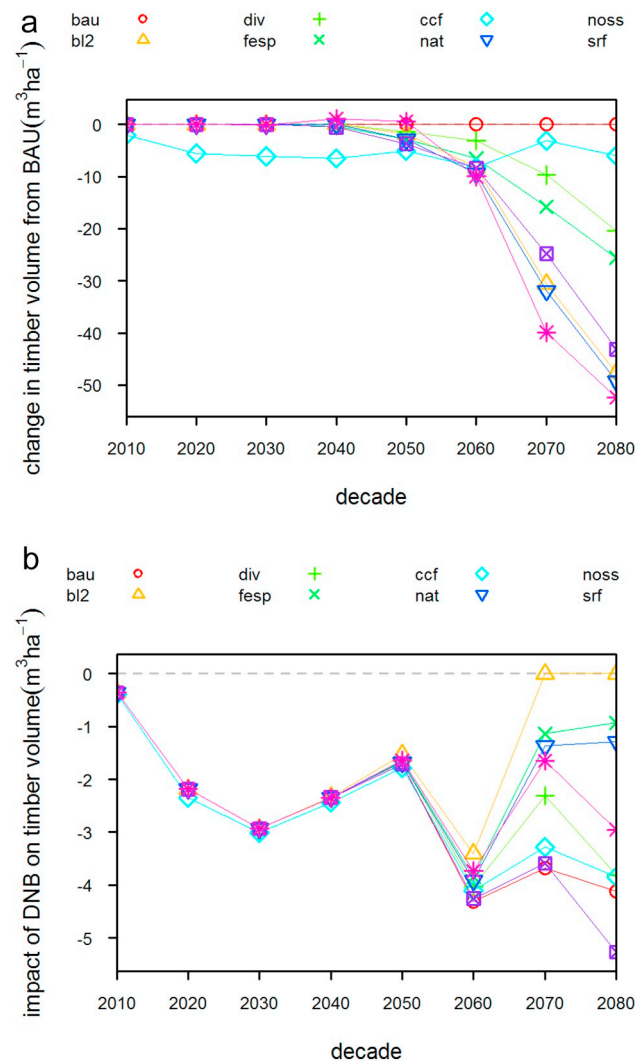 a
bau div ccf noss
bl2 fesp nat srf
change in timber volume from BAU(m³ha⁻¹)
0
-10
-20
-30
-40
-50
2010 2020 2030 2040 2050 2060 2070 2080
decade
b
bau div ccf noss
bl2 fesp nat srf
impact of DNB on timber volume(m³ha⁻¹)
0
-1
-2
-3
-4
-5
2010 2020 2030 2040 2050 2060 2070 2080
decade